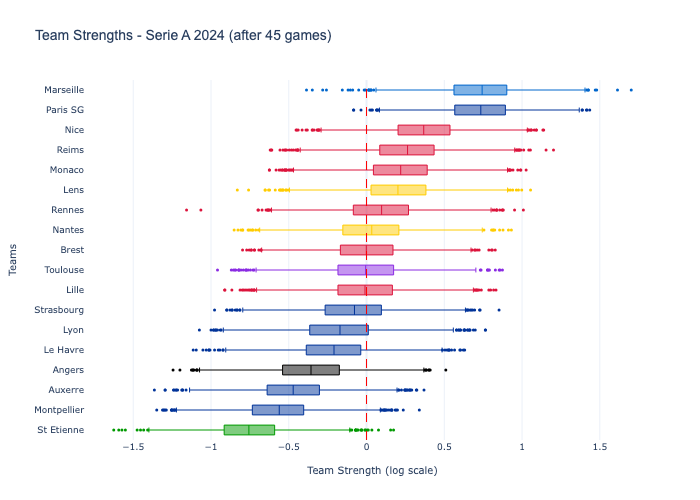 Team Strengths - Serie A 2024 (after 45 games)
Marseille
Paris SG
Nice
Reims
Monaco
Lens
Rennes
Nantes
Brest
Toulouse
Lille
Strasbourg
Lyon
Le Havre
Angers
Auxerre
Montpellier
St Etienne
Teams
−1.5 −1 −0.5 0 0.5 1 1.5
Team Strength (log scale)